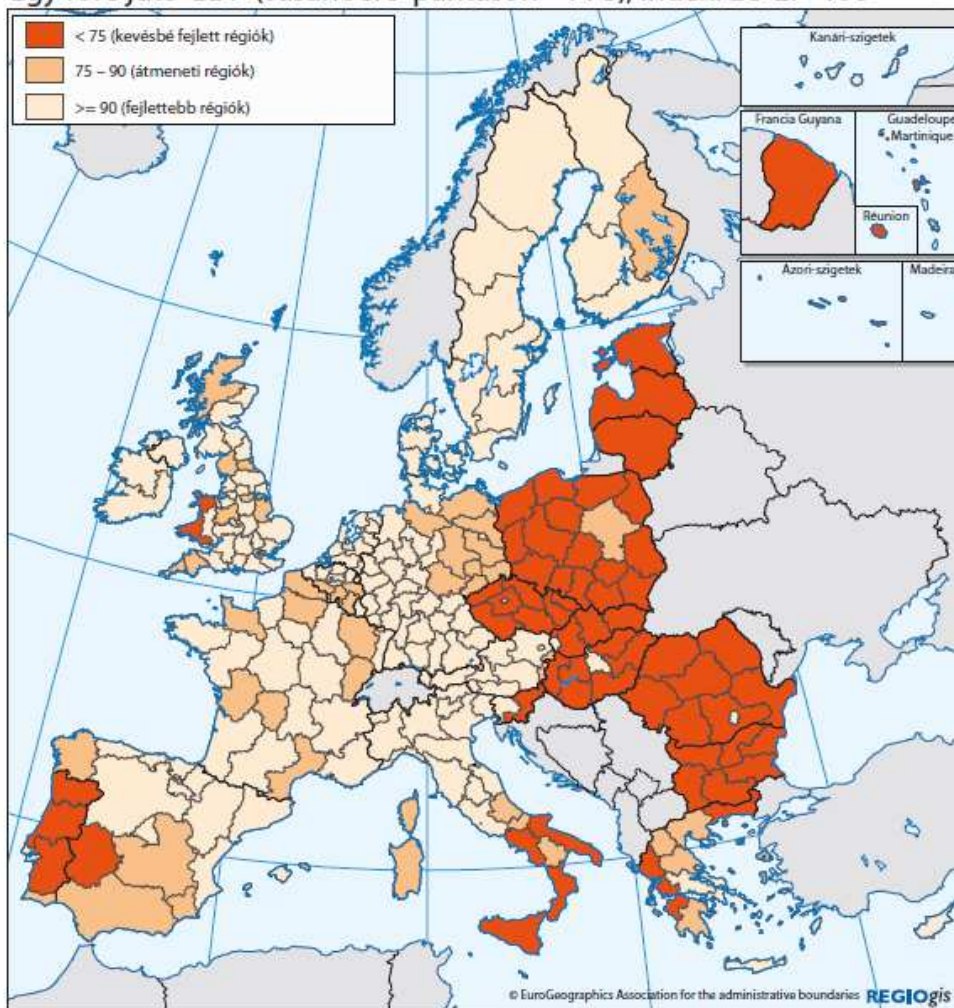 < 75 (kevésbé fejlett régiók)
75 – 90 (átmeneti régiók)
>= 90 (fejlettebb régiók)
Kanári-szigetek
Francia Guyana
Guadeloupe
Martinique
Réunion
Azori-szigetek
Madeira
© EuroGeographics Association for the administrative boundaries
REGIOgis